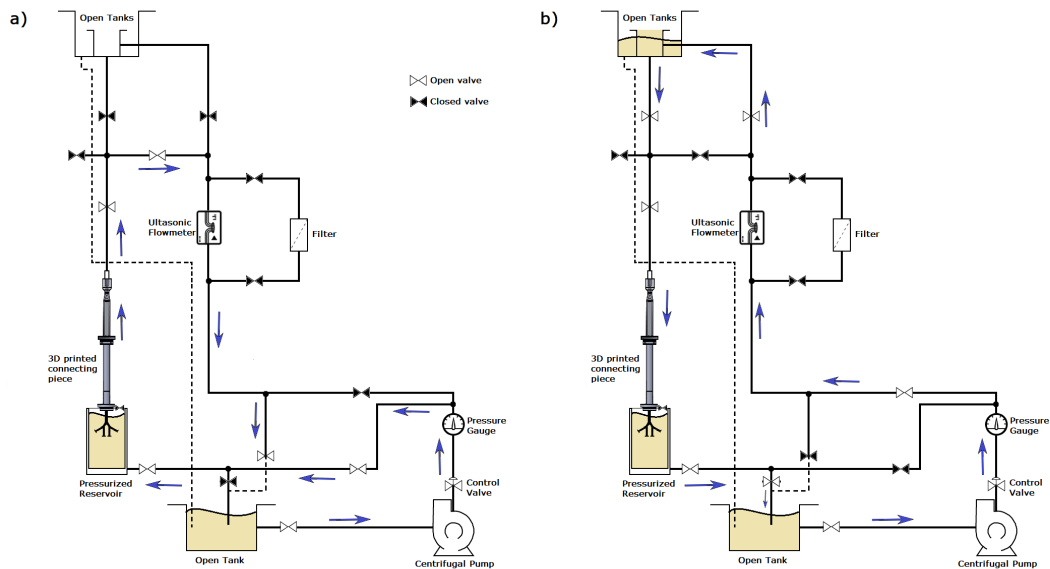 a)
Open Tanks
Open valve
Closed valve
Ultasonic
Flowmeter
Filter
3D printed
connecting
piece
Pressure
Gauge
Pressurized
Reservoir
Control
Valve
Open Tank
Centrifugal Pump
b)
Open Tanks
Ultasonic
Flowmeter
Filter
3D printed
connecting
piece
Pressure
Gauge
Pressurized
Reservoir
Control
Valve
Open Tank
Centrifugal Pump